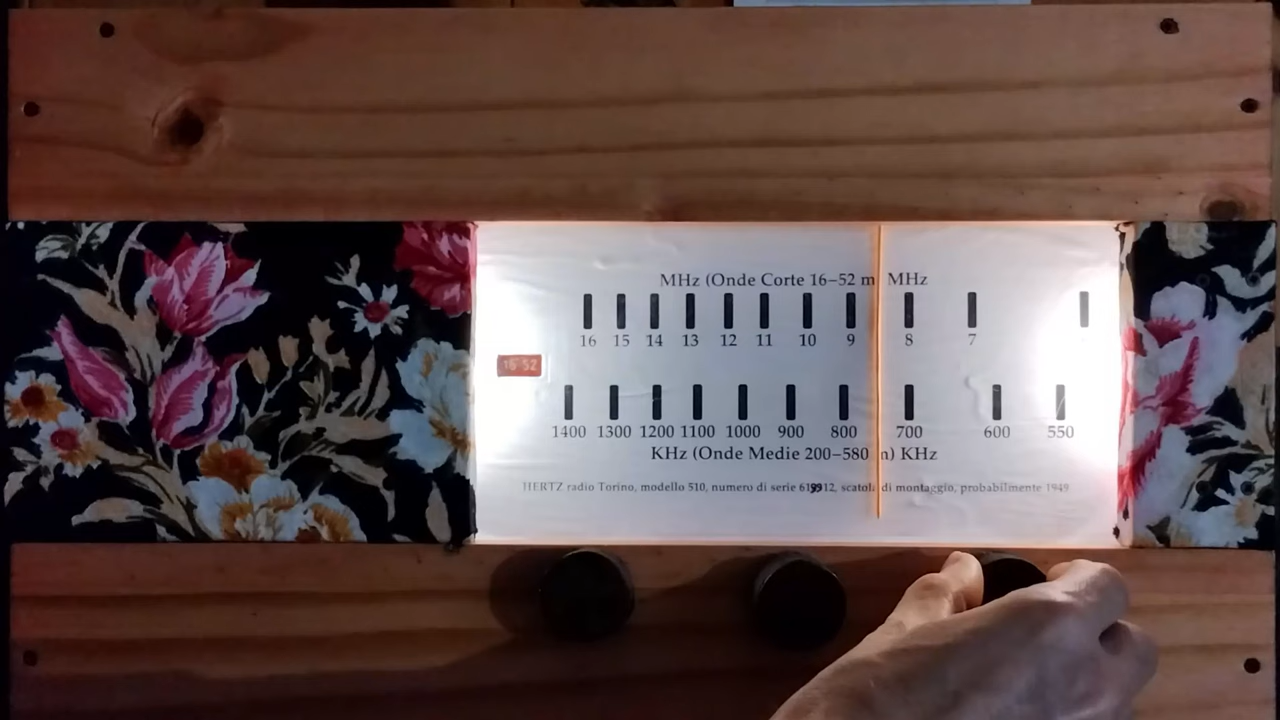 MHz (Onde Corte 16–52 m MHz
16 15 14 13 12 11 10 9 8 7
16-52
1400 1300 1200 1100 1000 900 800 700 600 550
KHz (Onde Medie 200–580 m) KHz
HERTZ radio Torino, modello 510, numero di serie scatola di montaggio, probabilmente 1949